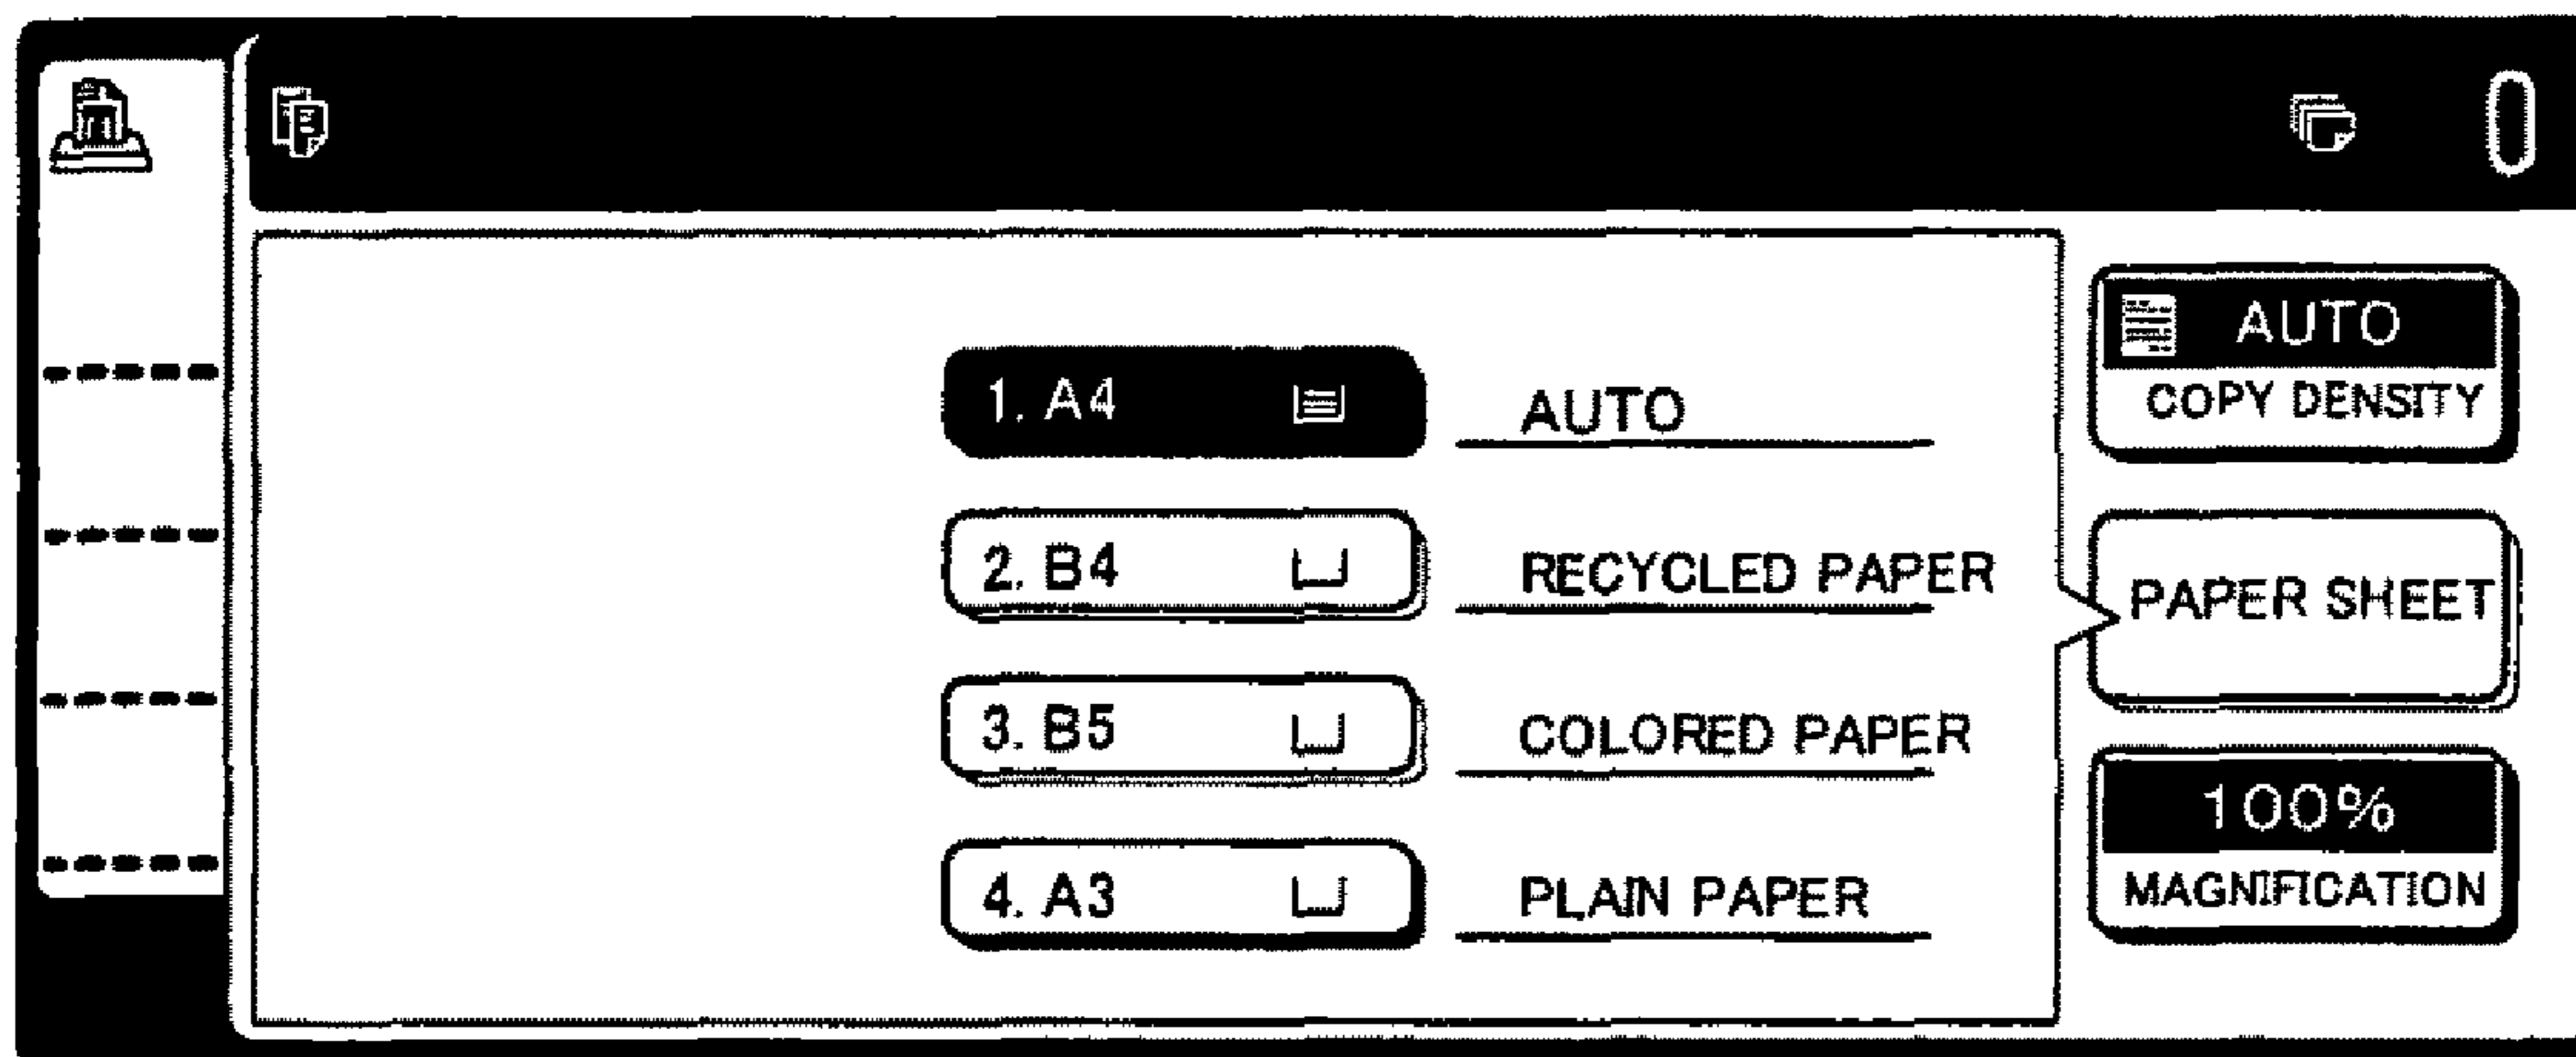 0
1. A4 AUTO
2. B4 RECYCLED PAPER
3. B5 COLORED PAPER
4. A3 PLAIN PAPER
AUTO
COPY DENSITY
PAPER SHEET
100%
MAGNIFICATION